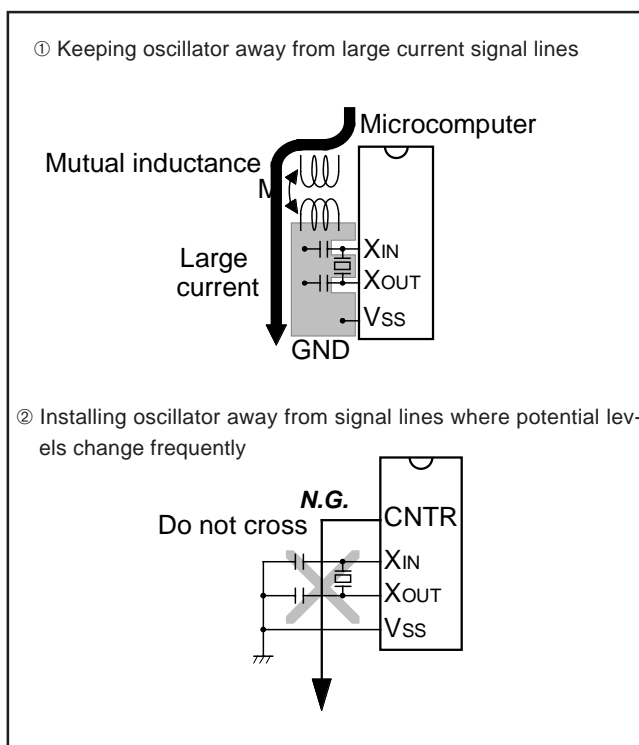 ① Keeping oscillator away from large current signal lines
Microcomputer
Mutual inductance
M
XIN
Large
current
XOUT
VSS
GND
② Installing oscillator away from signal lines where potential lev-
els change frequently
N.G.
CNTR
Do not cross
XIN
XOUT
VSS